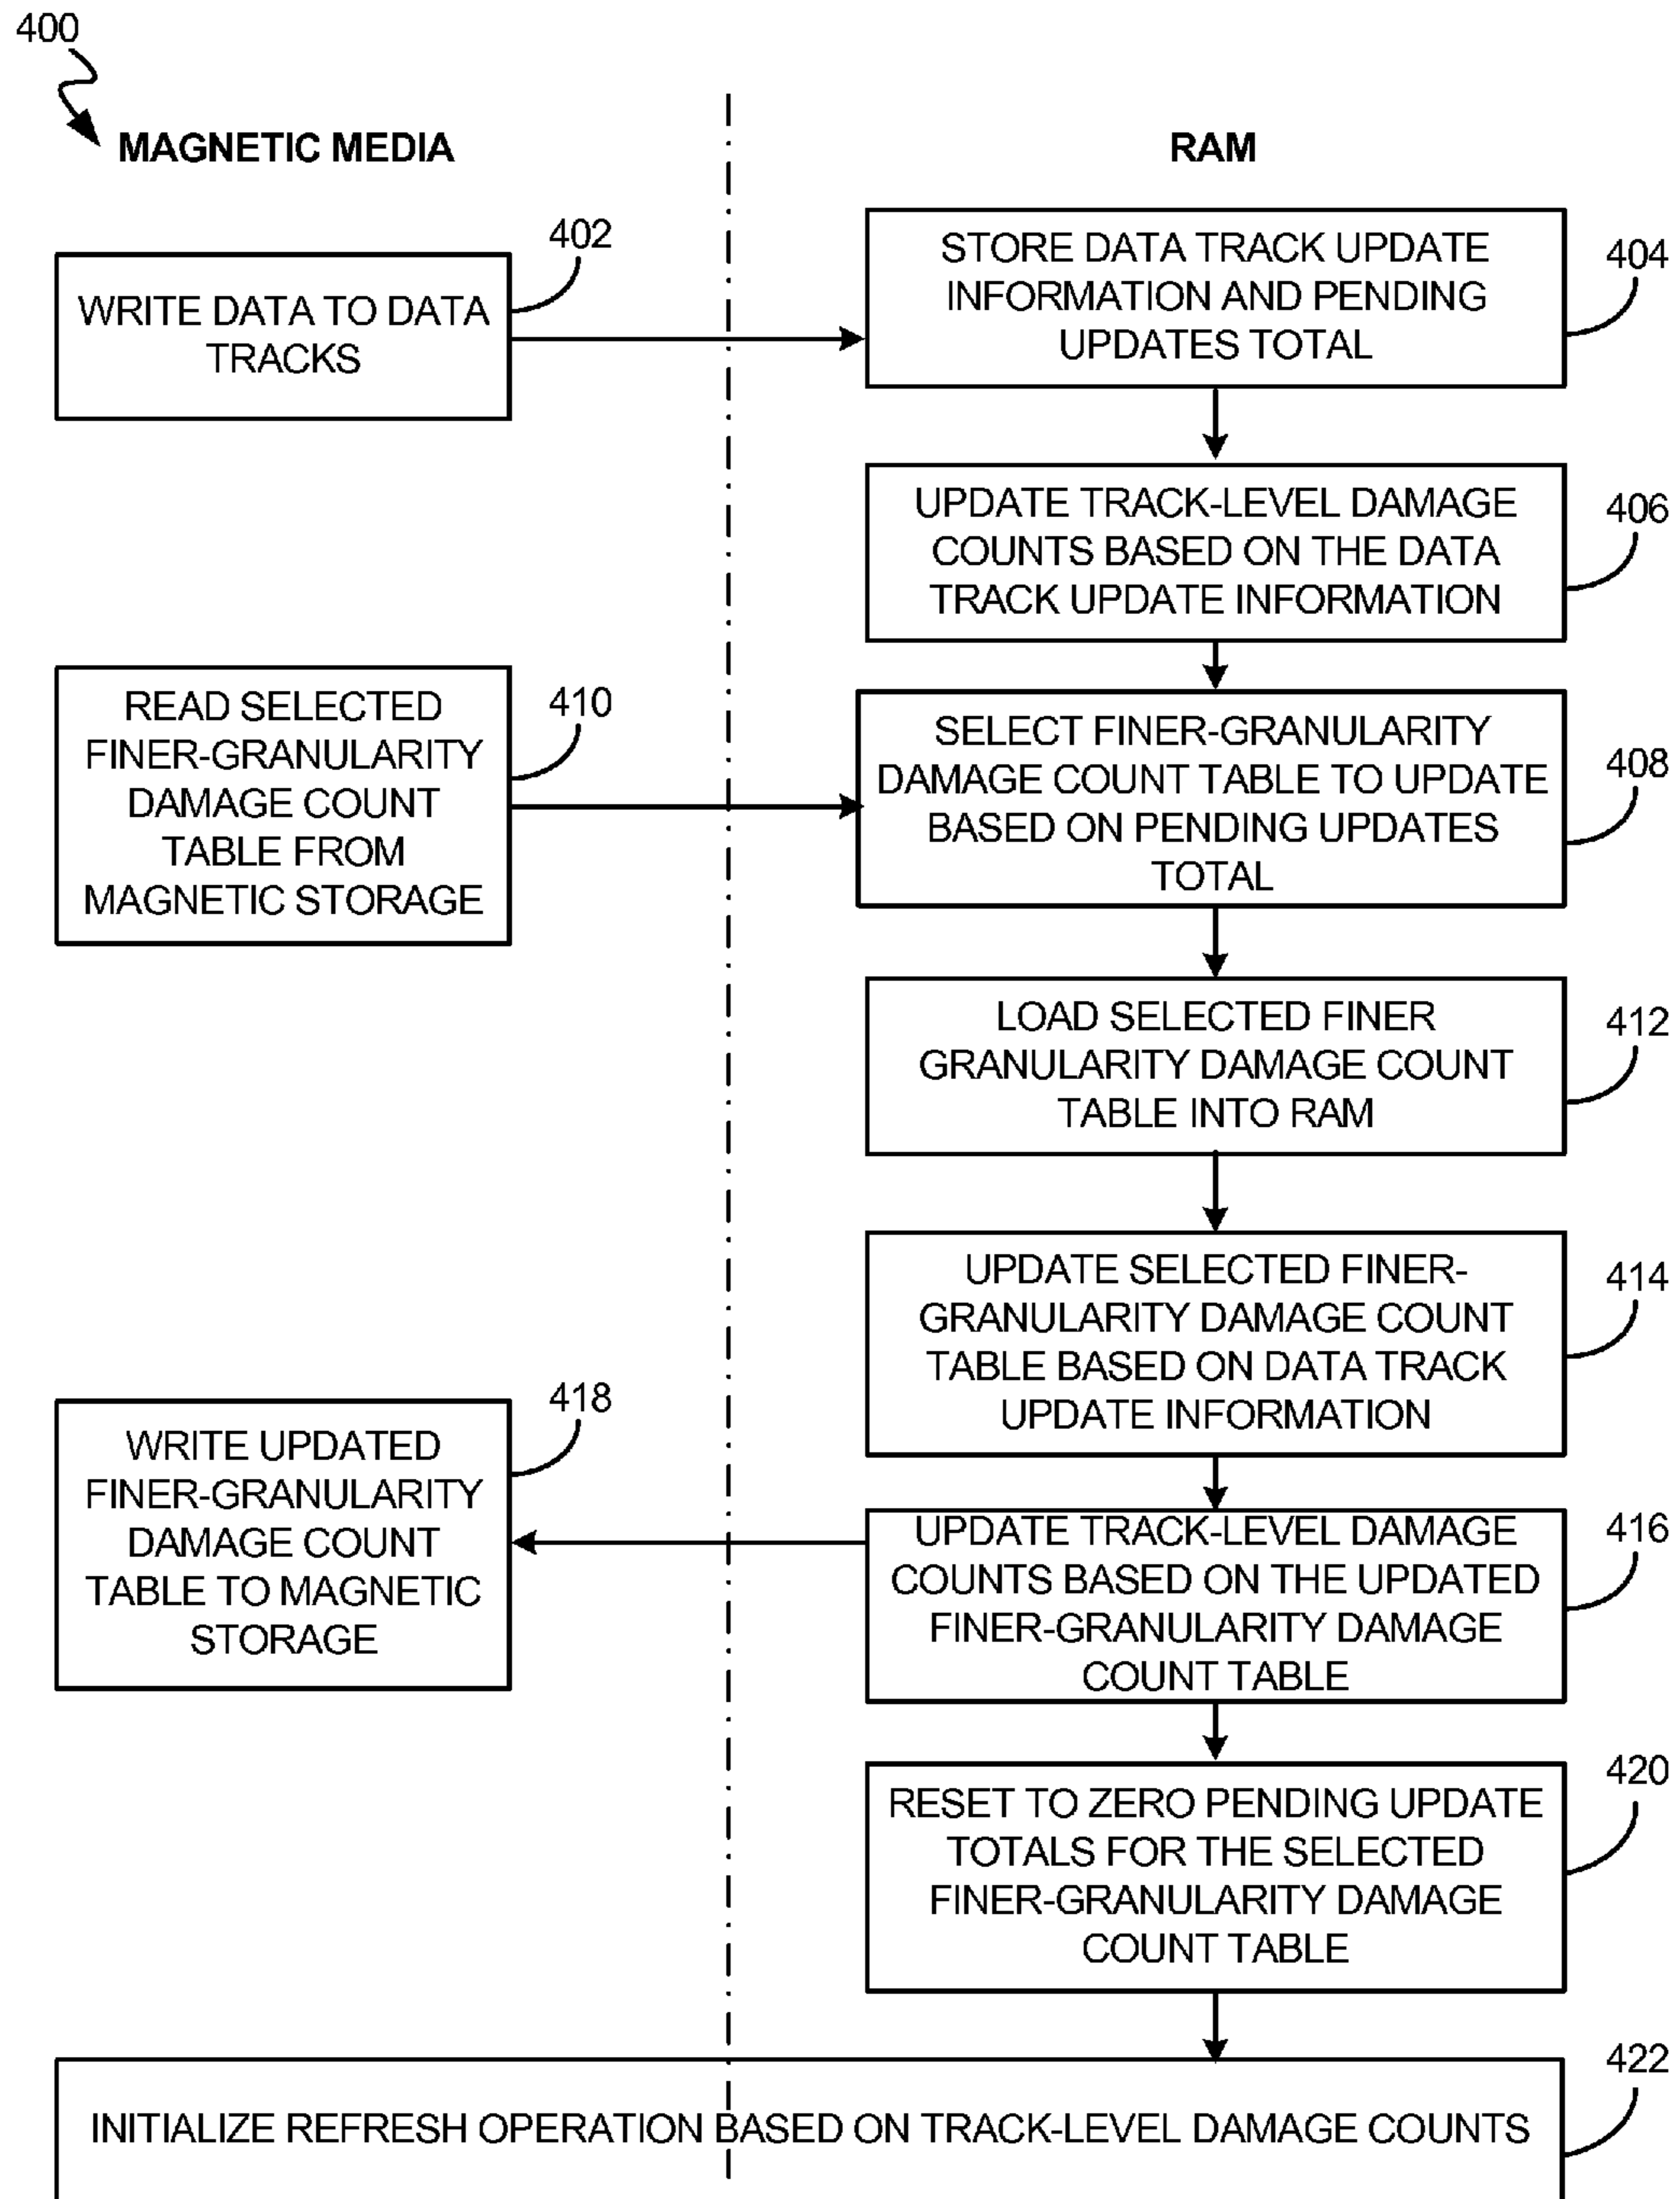 400
MAGNETIC MEDIA
RAM
402
WRITE DATA TO DATA
TRACKS
404
STORE DATA TRACK UPDATE
INFORMATION AND PENDING
UPDATES TOTAL
406
UPDATE TRACK-LEVEL DAMAGE
COUNTS BASED ON THE DATA
TRACK UPDATE INFORMATION
410
READ SELECTED
FINER-GRANULARITY
DAMAGE COUNT
TABLE FROM
MAGNETIC STORAGE
408
SELECT FINER-GRANULARITY
DAMAGE COUNT TABLE TO UPDATE
BASED ON PENDING UPDATES
TOTAL
412
LOAD SELECTED FINER
GRANULARITY DAMAGE COUNT
TABLE INTO RAM
414
UPDATE SELECTED FINER-
GRANULARITY DAMAGE COUNT
TABLE BASED ON DATA TRACK
UPDATE INFORMATION
416
UPDATE TRACK-LEVEL DAMAGE
COUNTS BASED ON THE UPDATED
FINER-GRANULARITY DAMAGE
COUNT TABLE
418
WRITE UPDATED
FINER-GRANULARITY
DAMAGE COUNT
TABLE TO MAGNETIC
STORAGE
420
RESET TO ZERO PENDING UPDATE
TOTALS FOR THE SELECTED
FINER-GRANULARITY DAMAGE
COUNT TABLE
422
INITIALIZE REFRESH OPERATION BASED ON TRACK-LEVEL DAMAGE COUNTS